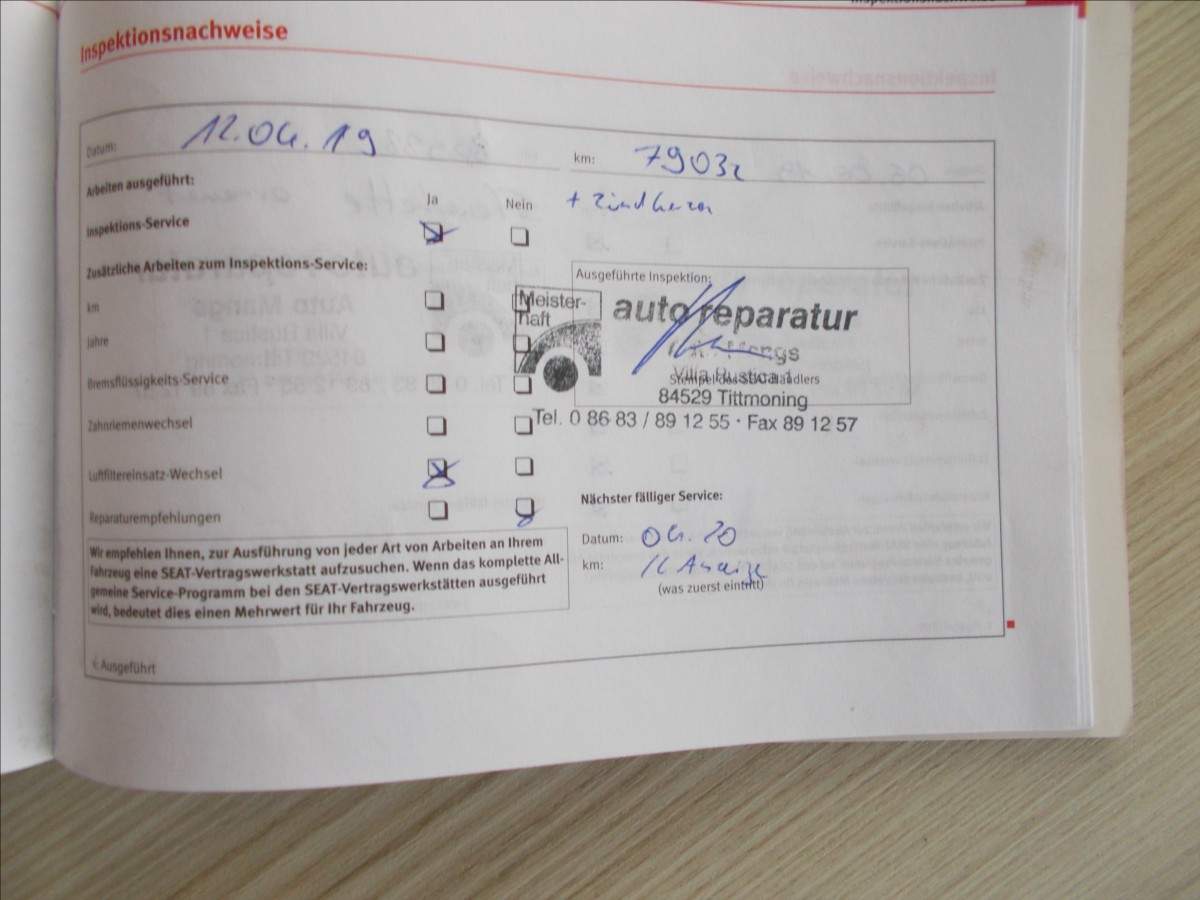 Inspektionsnachweise
Datum: 12.04.19
km: 79032
Arbeiten ausgeführt:
Ja Nein
+ Zündkerzen
Inspektions-Service
Zusätzliche Arbeiten zum Inspektions-Service:
km
Jahre
Bremsflüssigkeits-Service
Zahnriemenwechsel
Luftfiltereinsatz-Wechsel
Reparaturempfehlungen
Ausgeführte Inspektion:
Meister-
haft
autoreparatur
Villa Rustica 1
Stempel des SEAT-Händlers
84529 Tittmoning
Tel. 0 86 83 / 89 12 55 · Fax 89 12 57
Nächster fälliger Service:
Datum: 04.20
km:
(was zuerst eintritt)
Wir empfehlen Ihnen, zur Ausführung von jeder Art von Arbeiten an Ihrem
Fahrzeug eine SEAT-Vertragswerkstatt aufzusuchen. Wenn das komplette All-
gemeine Service-Programm bei den SEAT-Vertragswerkstätten ausgeführt
wird, bedeutet dies einen Mehrwert für Ihr Fahrzeug.
Ausgeführt